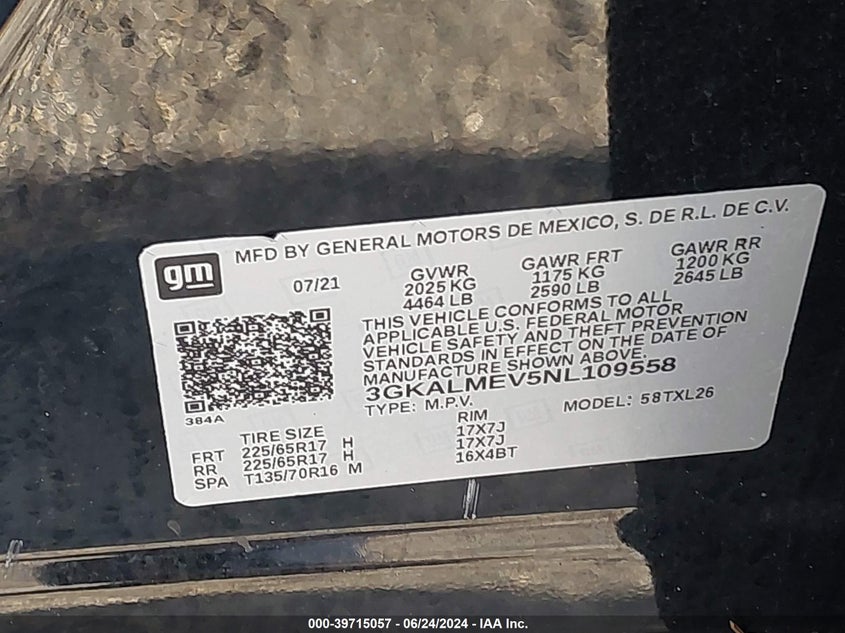 MFD BY GENERAL MOTORS DE MEXICO, S. DE R.L. DE C.V.
gm
07/21
GVWR
2025 KG
4464 LB
GAWR FRT
1175 KG
2590 LB
GAWR RR
1200 KG
2645 LB
THIS VEHICLE CONFORMS TO ALL
APPLICABLE U.S. FEDERAL MOTOR
VEHICLE SAFETY AND THEFT PREVENTION
STANDARDS IN EFFECT ON THE DATE OF
MANUFACTURE SHOWN ABOVE.
3GKALMEV5NL109558
TYPE: M.P.V. MODEL: 58TXL26
384A
TIRE SIZE RIM
FRT 225/65R17 H 17X7J
RR 225/65R17 H 17X7J
SPA T135/70R16 M 16X4BT
000-39715057 - 06/24/2024 - IAA Inc.